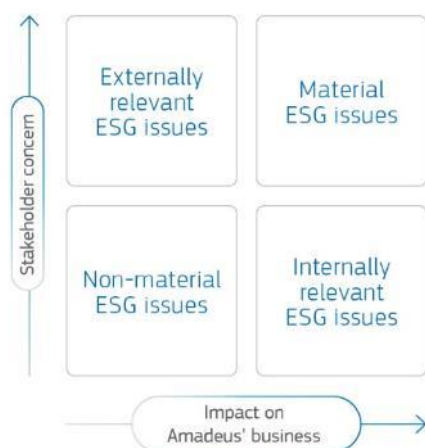 Stakeholder concern
Externally
relevant
ESG issues
Material
ESG issues
Non-material
ESG issues
Internally
relevant
ESG issues
Impact on
Amadeus' business